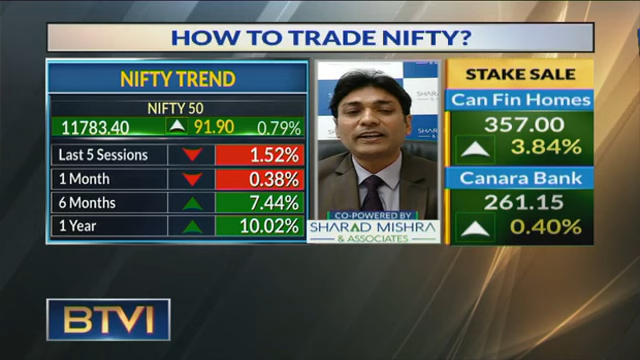 HOW TO TRADE NIFTY?
NIFTY TREND
NIFTY 50
11783.40 91.90 0.79%
Last 5 Sessions 1.52%
1 Month 0.38%
6 Months 7.44%
1 Year 10.02%
CO-POWERED BY
SHARAD MISHRA
& ASSOCIATES
STAKE SALE
Can Fin Homes
357.00
3.84%
Canara Bank
261.15
0.40%
BTVI